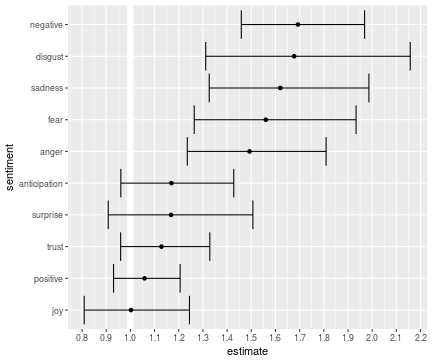 sentiment
negative
disgust
sadness
fear
anger
anticipation
surprise
trust
positive
joy
0.8 0.9 1.0 1.1 1.2 1.3 1.4 1.5 1.6 1.7 1.8 1.9 2.0 2.1 2.2
estimate